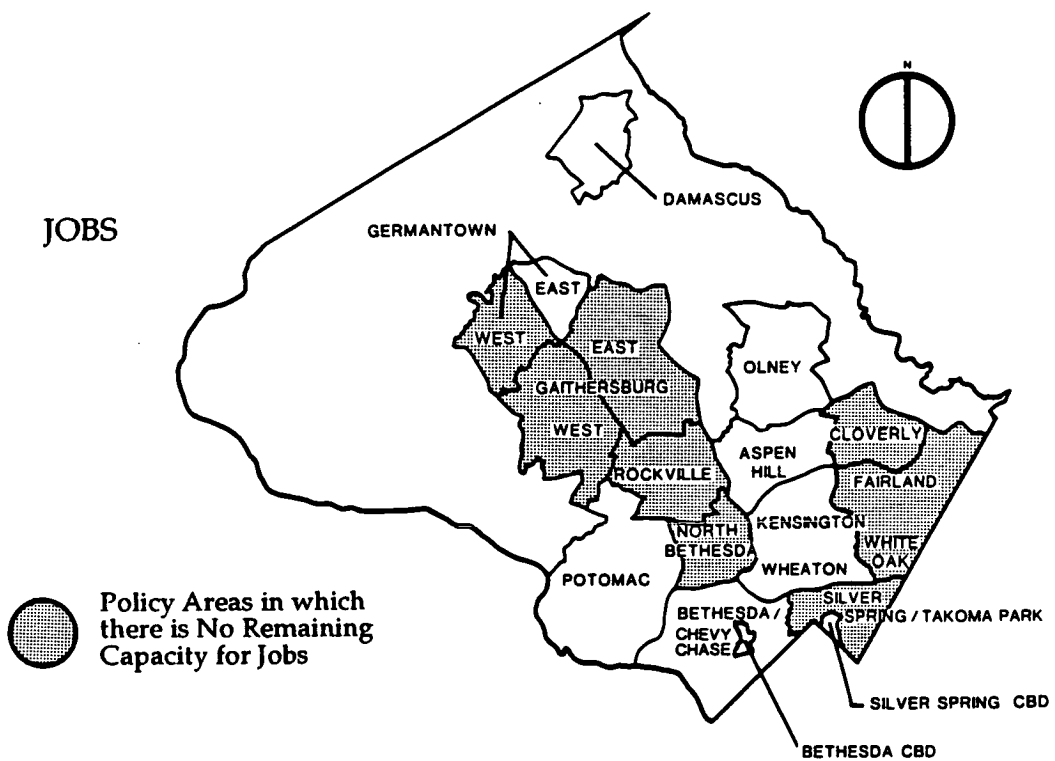 N
DAMASCUS
JOBS
GERMANTOWN
EAST
WEST
EAST
OLNEY
GAITHERSBURG
WEST
CLOVERLY
ASPEN
HILL
ROCKVILLE
FAIRLAND
KENSINGTON
NORTH
BETHESDA
WHITE
OAK
WHEATON
POTOMAC
Policy Areas in which
there is No Remaining
Capacity for Jobs
SILVER
SPRING / TAKOMA PARK
BETHESDA /
CHEVY
CHASE
SILVER SPRING CBD
BETHESDA CBD